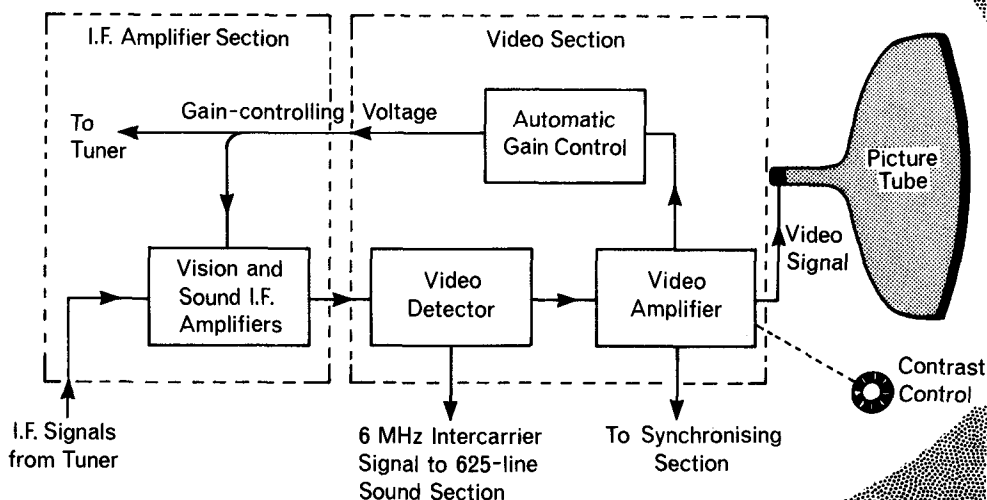 I.F. Amplifier Section
Video Section
Gain-controlling Voltage
To
Tuner
Automatic
Gain Control
Picture
Tube
Vision and
Sound I.F.
Amplifiers
Video
Detector
Video
Amplifier
Video
Signal
Contrast
Control
I.F. Signals
from Tuner
6 MHz Intercarrier
Signal to 625-line
Sound Section
To Synchronising
Section